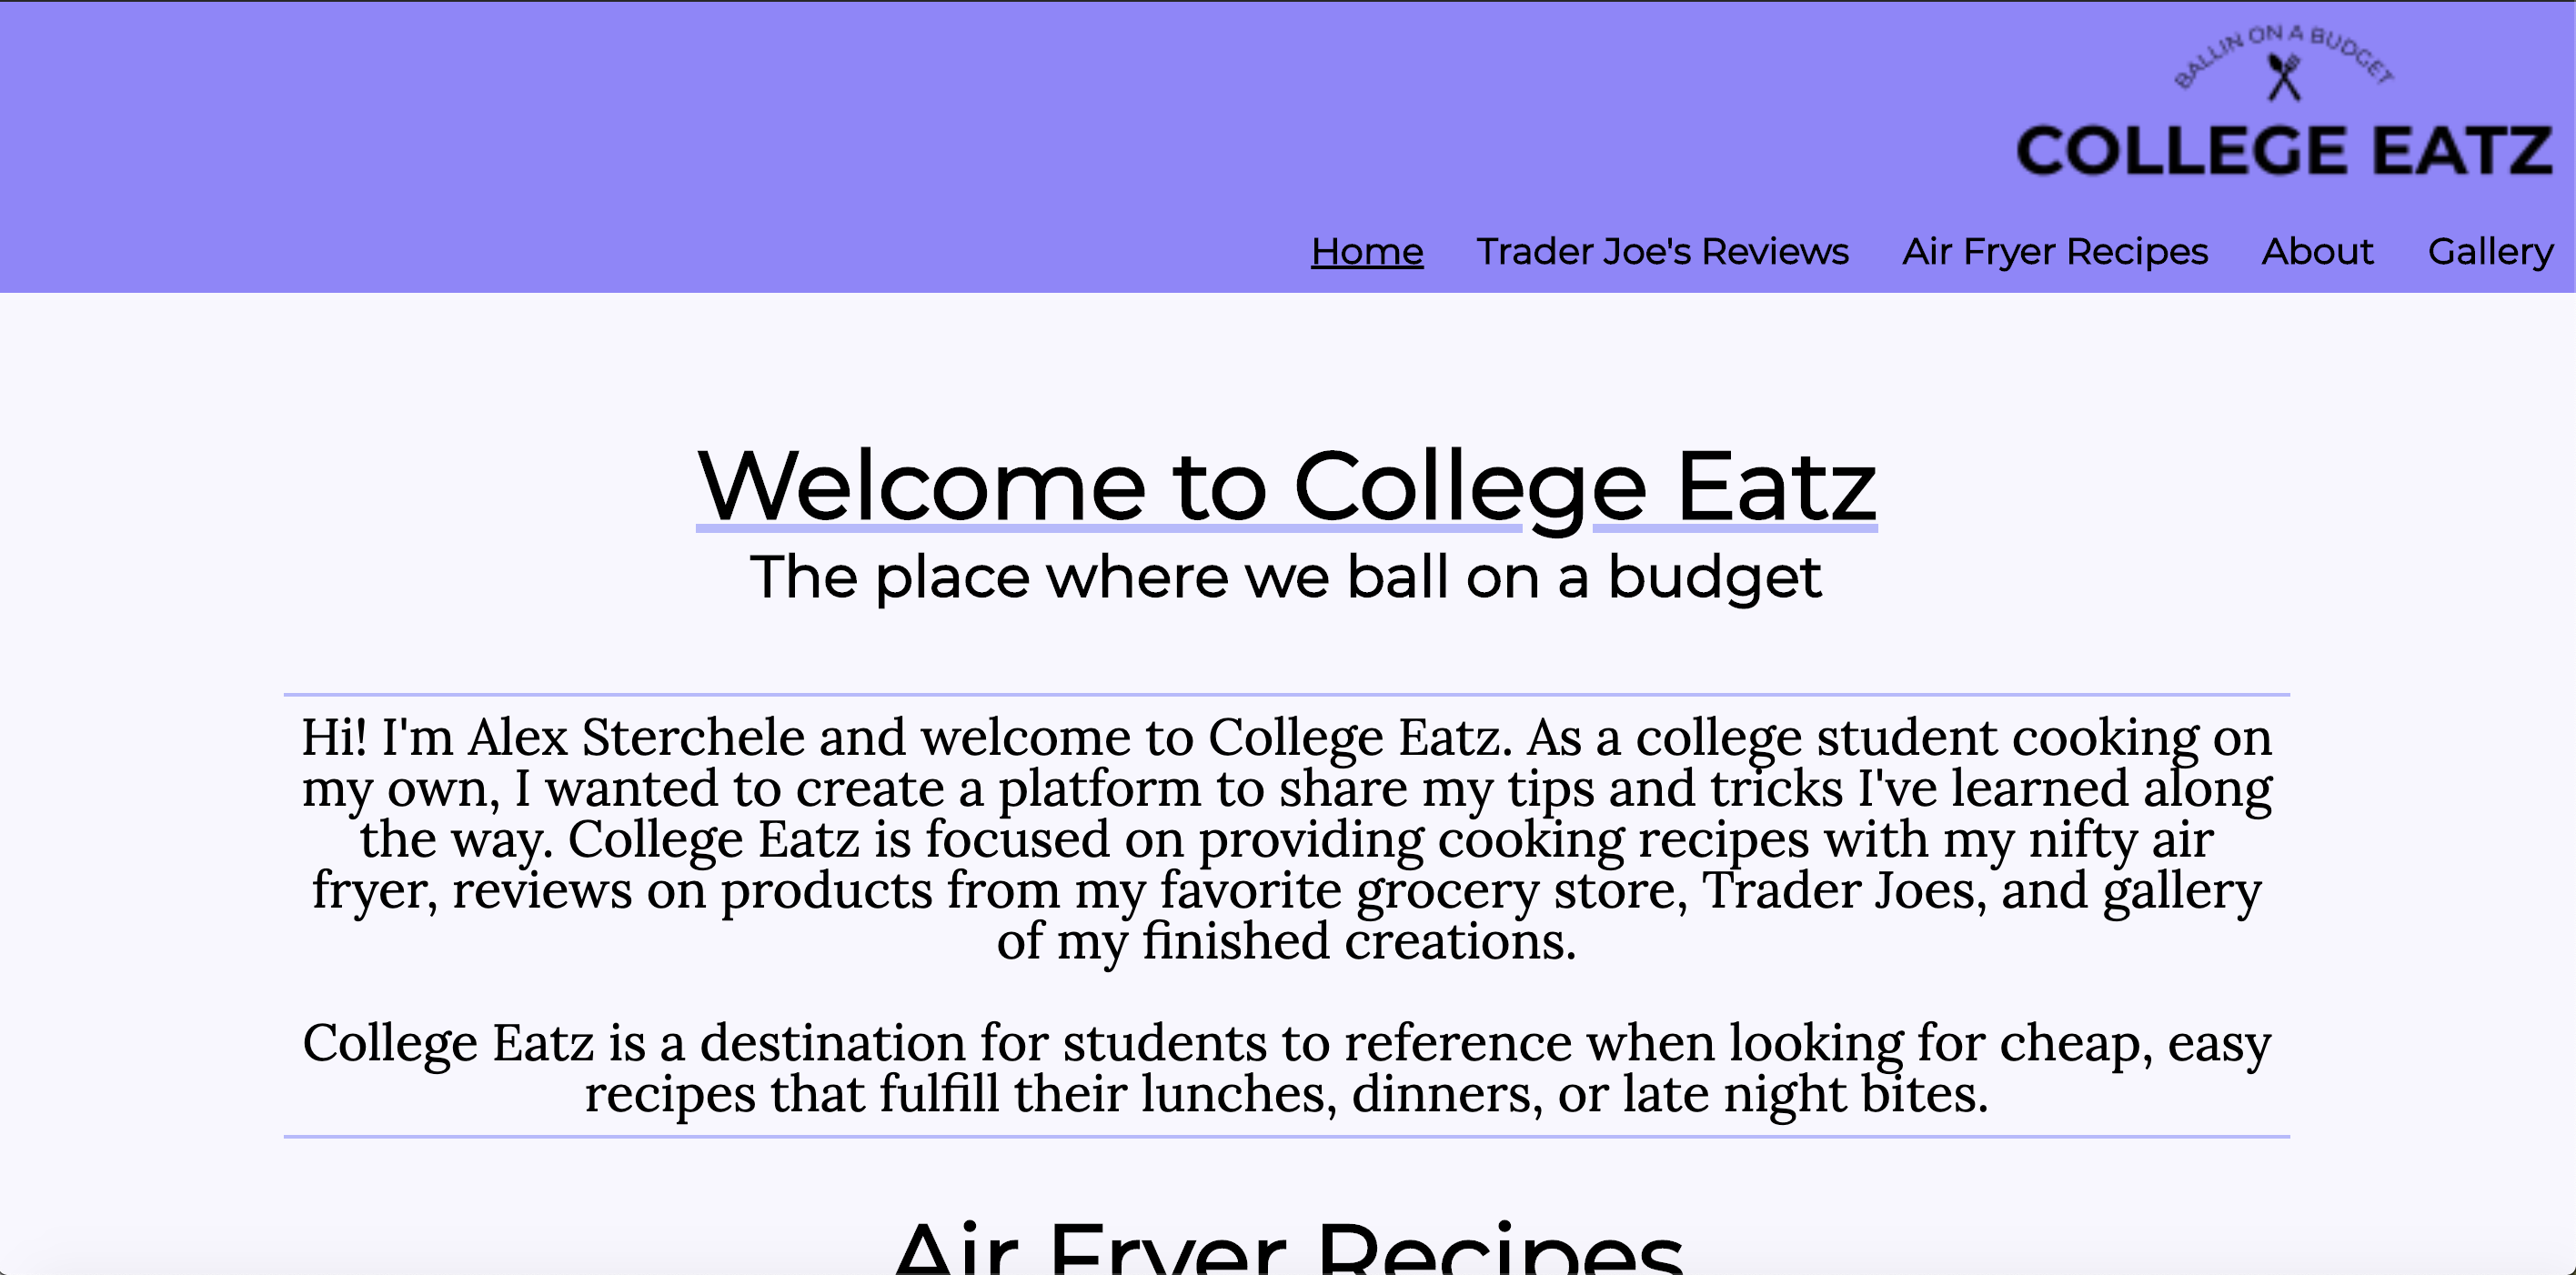 BALLIN ON A BUDGET
COLLEGE EATZ
Home Trader Joe's Reviews Air Fryer Recipes About Gallery
Welcome to College Eatz
The place where we ball on a budget
Hi! I'm Alex Sterchele and welcome to College Eatz. As a college student cooking on
my own, I wanted to create a platform to share my tips and tricks I've learned along
the way. College Eatz is focused on providing cooking recipes with my nifty air
fryer, reviews on products from my favorite grocery store, Trader Joes, and gallery
of my finished creations.
College Eatz is a destination for students to reference when looking for cheap, easy
recipes that fulfill their lunches, dinners, or late night bites.
Air Fryer Recipes